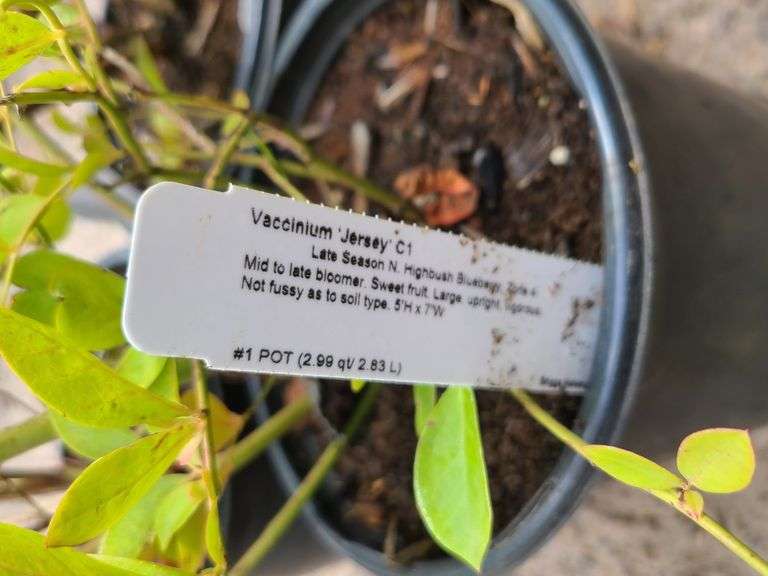 Vaccinium 'Jersey' C1
Late Season N. Highbush Blueberry. Zone 4.
Mid to late bloomer. Sweet fruit. Large, upright, vigorous.
Not fussy as to soil type. 5'H x 7'W
#1 POT (2.99 qt/ 2.83 L)